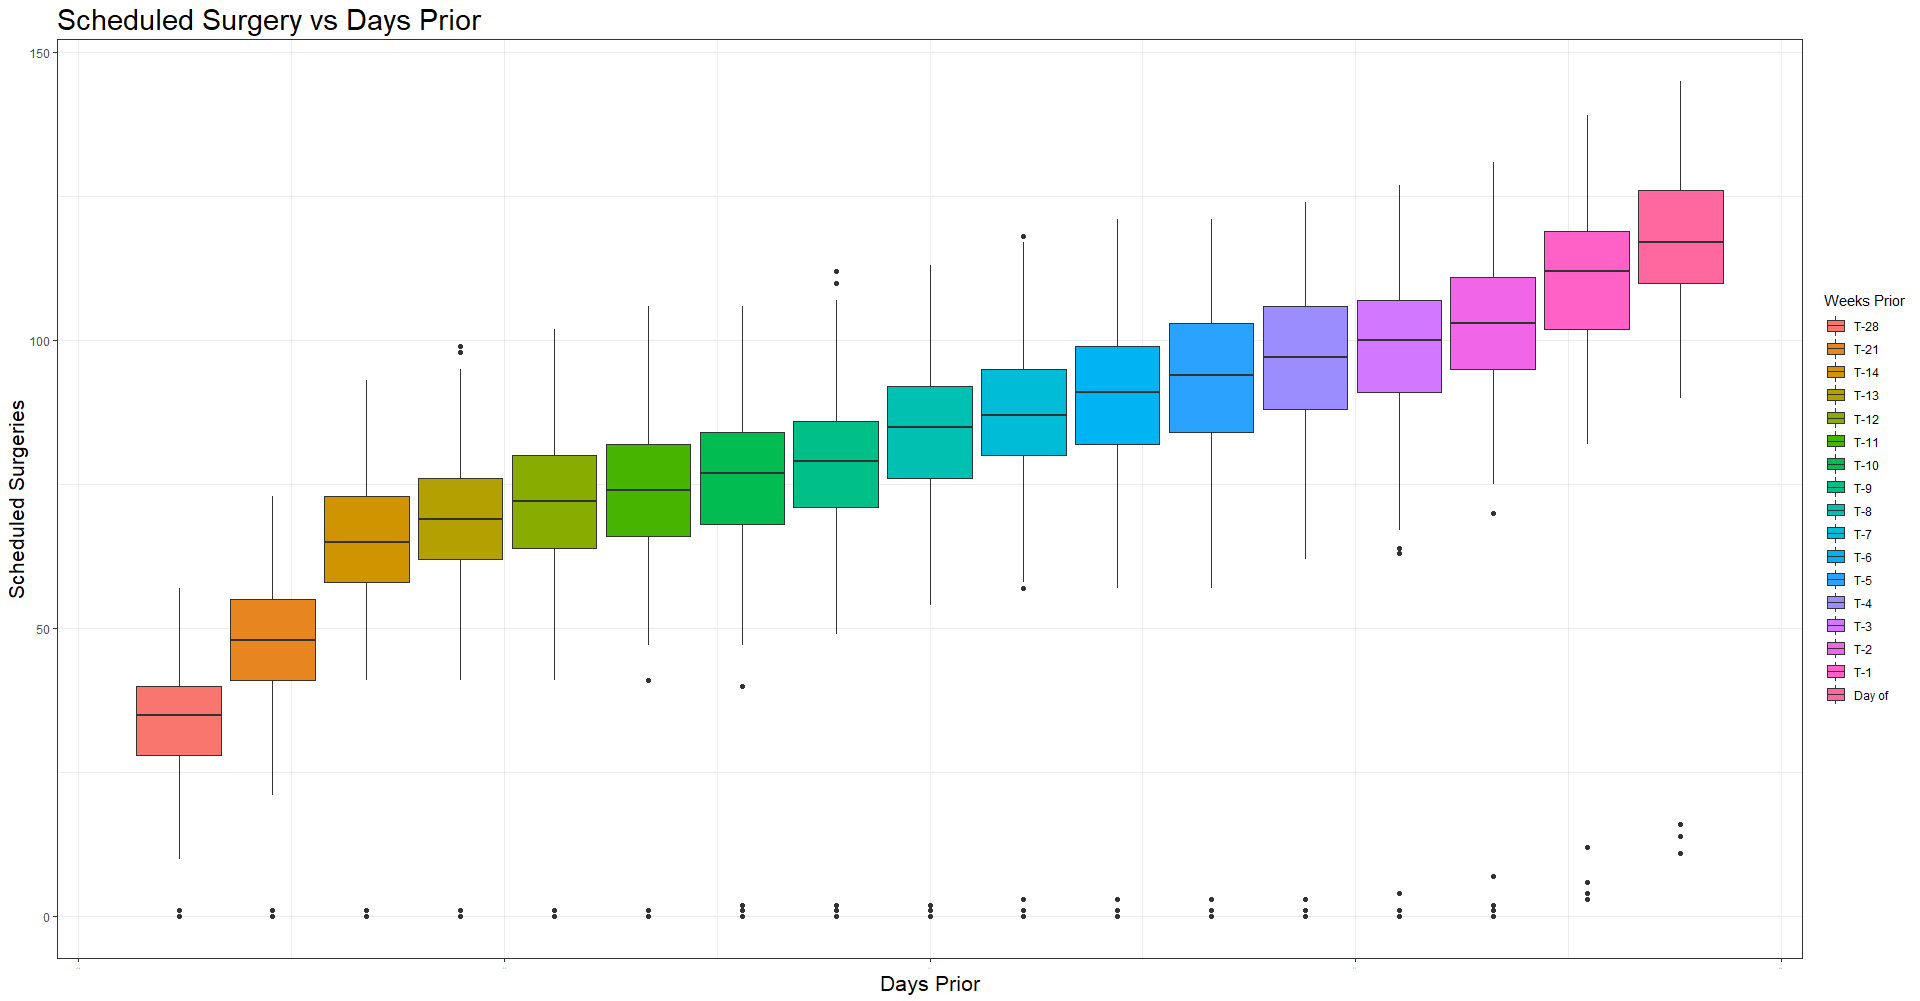 Scheduled Surgery vs Days Prior
150
100
50
0
Scheduled Surgeries
Days Prior
Weeks Prior
T-28
T-21
T-14
T-13
T-12
T-11
T-10
T-9
T-8
T-7
T-6
T-5
T-4
T-3
T-2
T-1
Day of